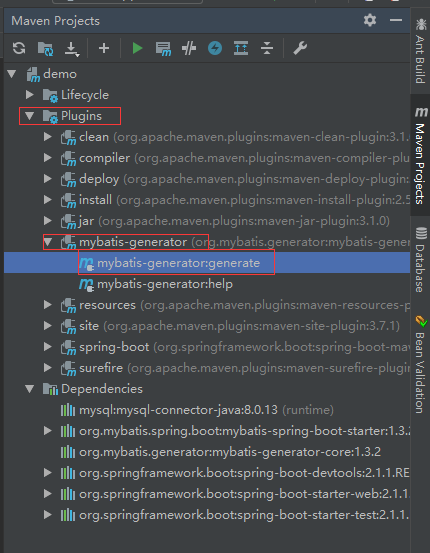 Maven Projects
demo
Lifecycle
Plugins
clean (org.apache.maven.plugins:maven-clean-plugin:3.1.
compiler (org.apache.maven.plugins:maven-compiler-p
deploy (org.apache.maven.plugins:maven-deploy-plugin
install (org.apache.maven.plugins:maven-install-plugin:2.5
jar (org.apache.maven.plugins:maven-jar-plugin:3.1.0)
mybatis-generator (org.mybatis.generator:mybatis-gene
mybatis-generator:generate
mybatis-generator:help
resources (org.apache.maven.plugins:maven-resources-p
site (org.apache.maven.plugins:maven-site-plugin:3.7.1)
spring-boot (org.springframework.boot:spring-boot-ma
surefire (org.apache.maven.plugins:maven-surefire-plugin
Dependencies
mysql:mysql-connector-java:8.0.13 (runtime)
org.mybatis.spring.boot:mybatis-spring-boot-starter:1.3.2
org.mybatis.generator:mybatis-generator-core:1.3.2
org.springframework.boot:spring-boot-devtools:2.1.1.RE
org.springframework.boot:spring-boot-starter-web:2.1.1
org.springframework.boot:spring-boot-starter-test:2.1.1.
Ant Build
Maven Projects
Database
Bean Validation